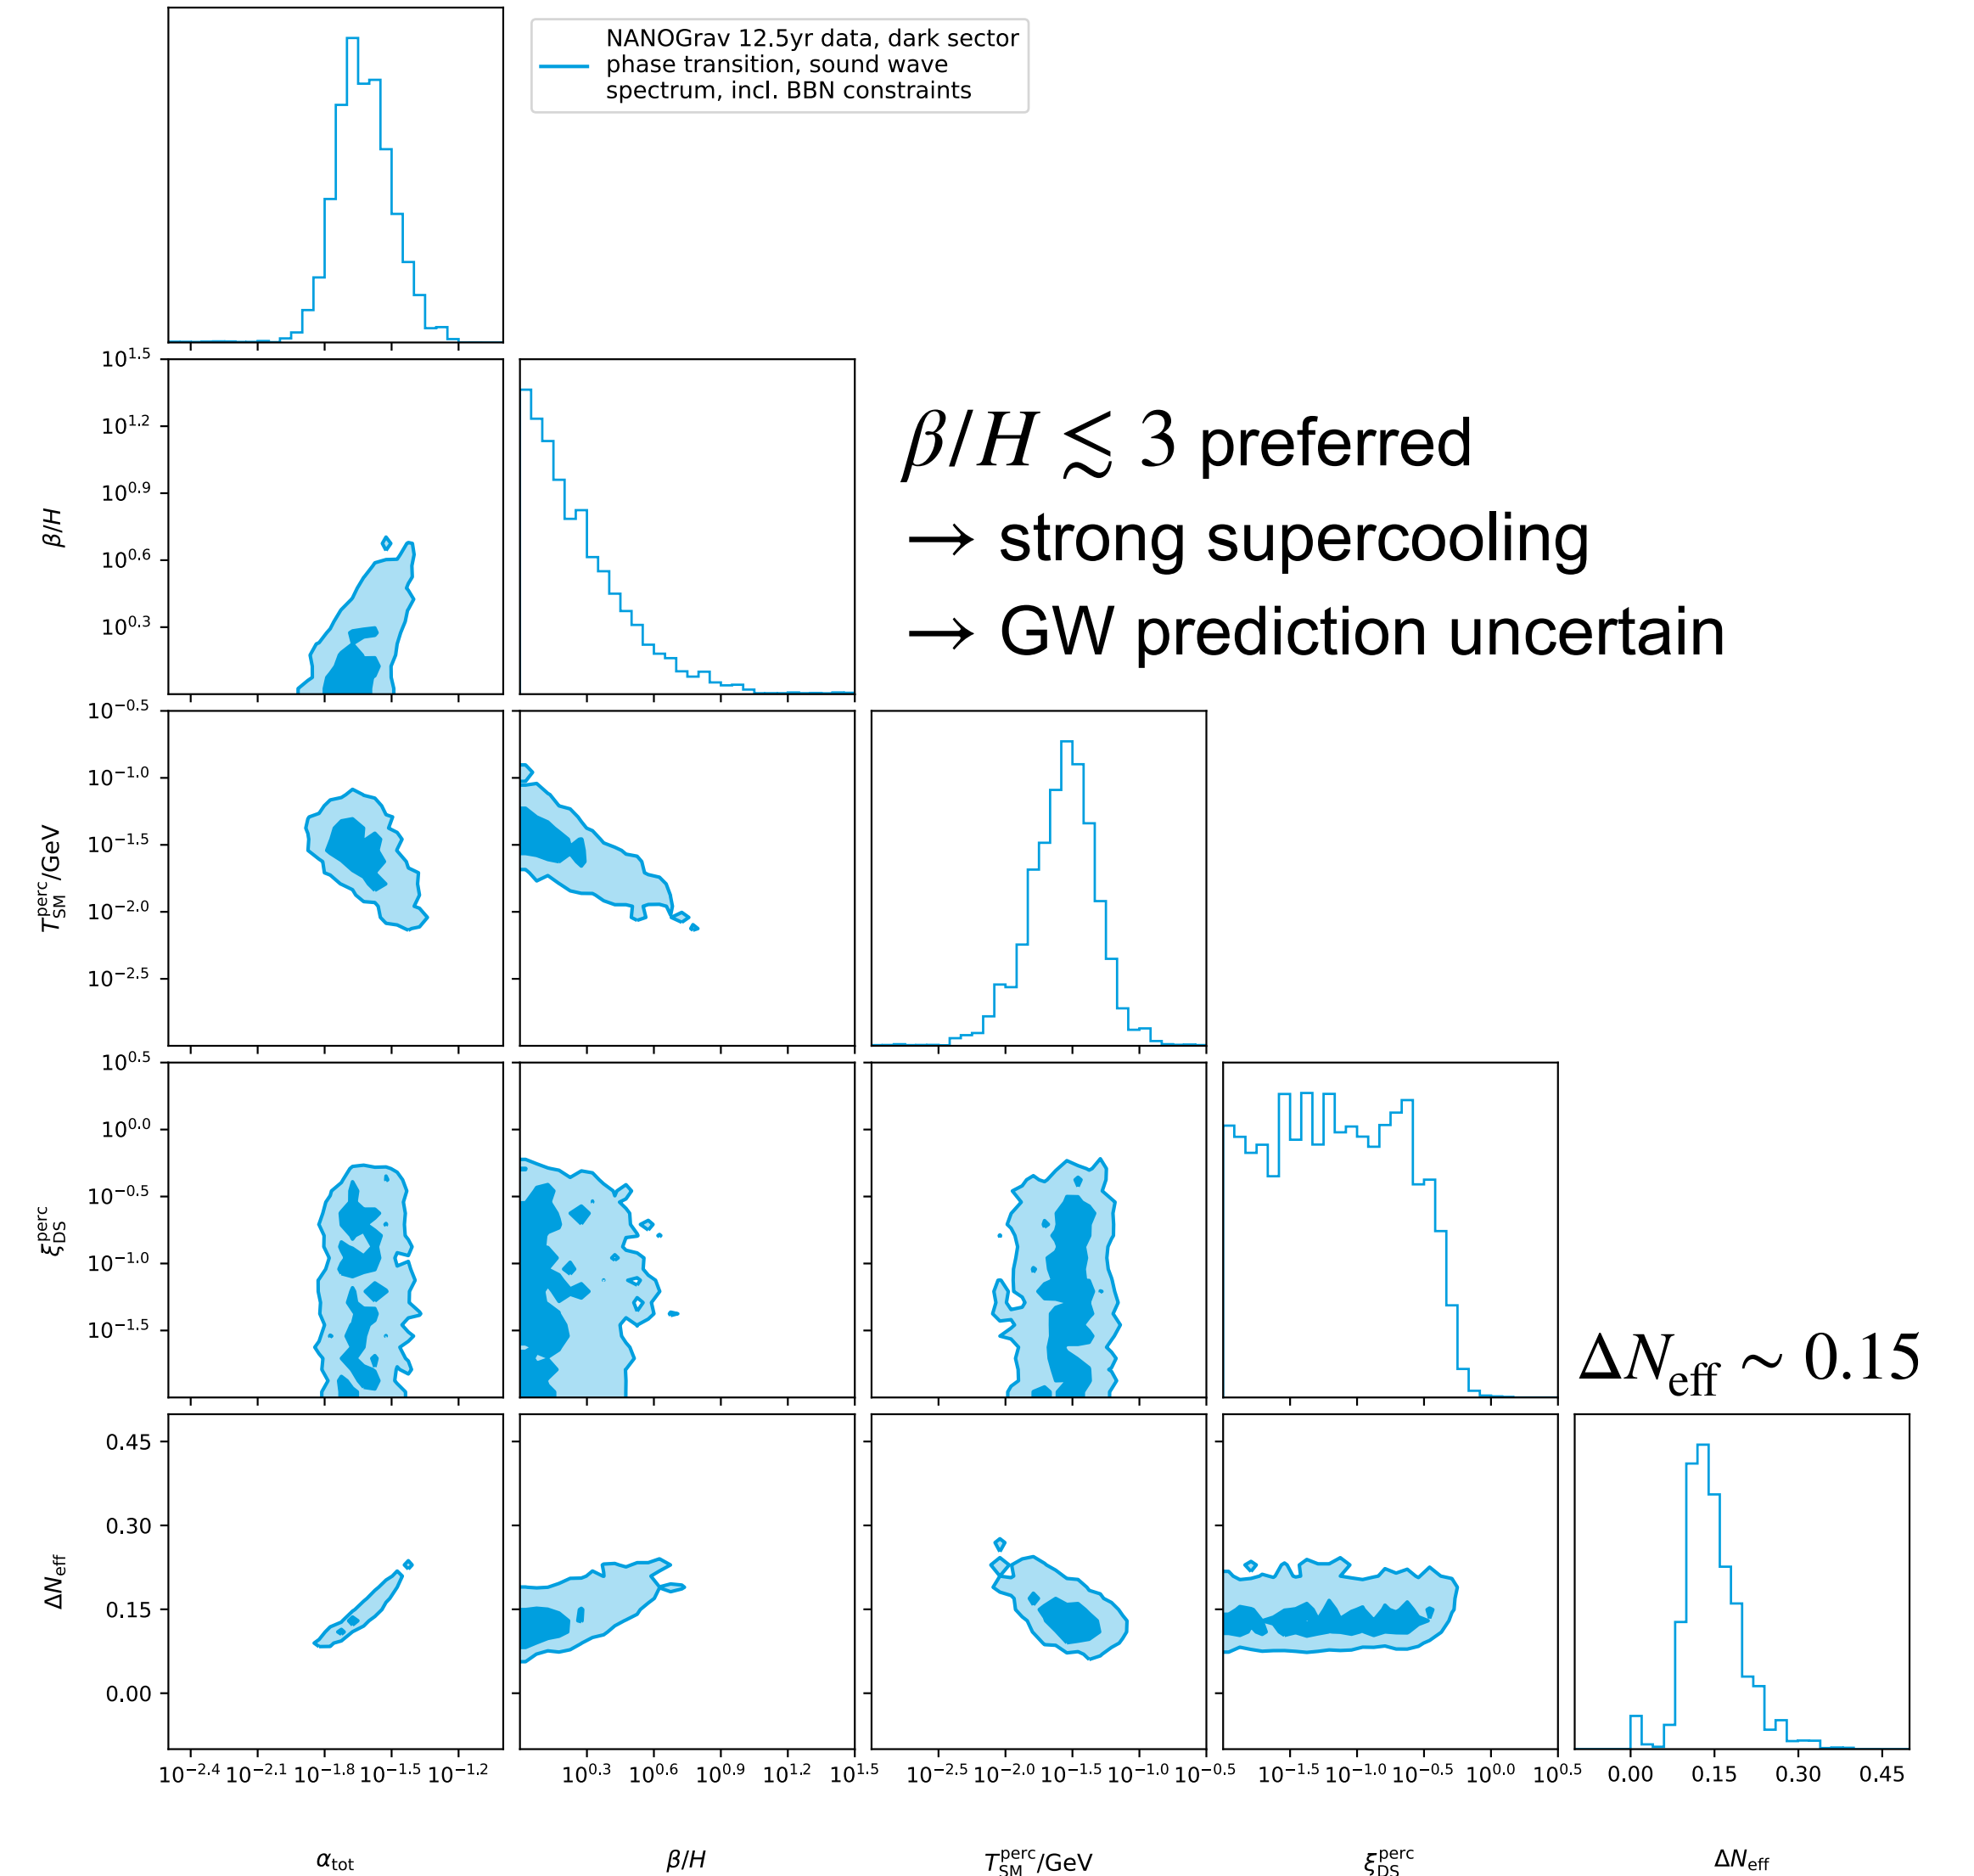 NANOGrav 12.5yr data, dark sector
phase transition, sound wave
spectrum, incl. BBN constraints
β/H
10^1.5
10^1.2
10^0.9
10^0.6
10^0.3
β/H ≲ 3 preferred
→ strong supercooling
→ GW prediction uncertain
T_SM^perc/GeV
10^−0.5
10^−1.0
10^−1.5
10^−2.0
10^−2.5
ξ_DS^perc
10^0.5
10^0.0
10^−0.5
10^−1.0
10^−1.5
ΔN_eff ~ 0.15
ΔN_eff
0.45
0.30
0.15
0.00
10^−2.4 10^−2.1 10^−1.8 10^−1.5 10^−1.2
10^0.3 10^0.6 10^0.9 10^1.2 10^1.5
10^−2.5 10^−2.0 10^−1.5 10^−1.0 10^−0.5
10^−1.5 10^−1.0 10^−0.5 10^0.0 10^0.5
0.00 0.15 0.30 0.45
α_tot
β/H
T_SM^perc/GeV
ξ_DS^perc
ΔN_eff